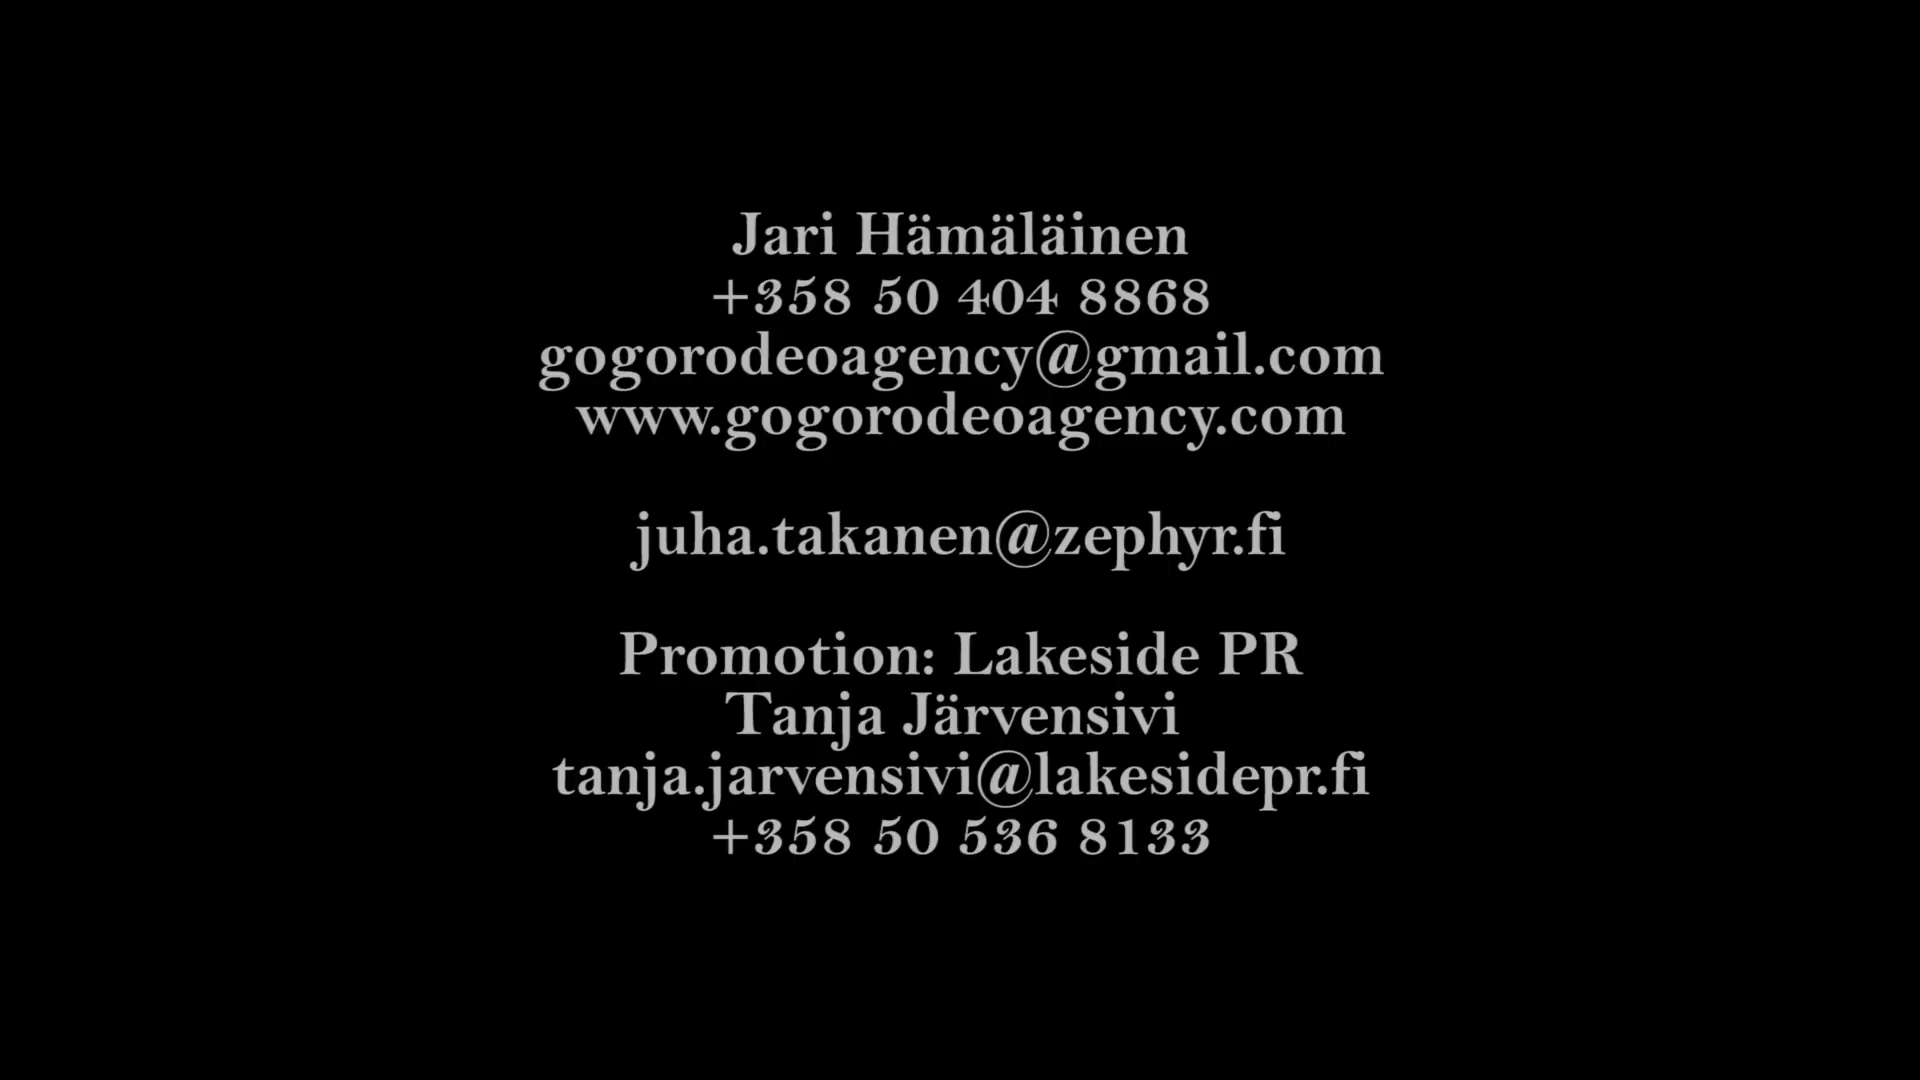 Jari Hämäläinen
+358 50 404 8868
gogorodeoagency@gmail.com
www.gogorodeoagency.com
juha.takanen@zephyr.fi
Promotion: Lakeside PR
Tanja Järvensivi
tanja.jarvensivi@lakesidepr.fi
+358 50 536 8133